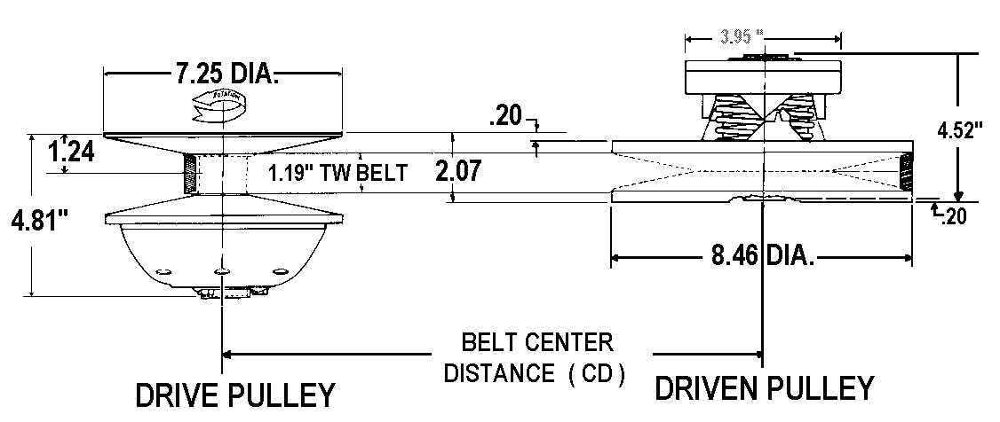 3.95 "
7.25 DIA.
ROTATION
.20
1.24
1.19" TW BELT
2.07
4.52"
4.81"
.20
8.46 DIA.
BELT CENTER
DISTANCE ( CD )
DRIVE PULLEY
DRIVEN PULLEY